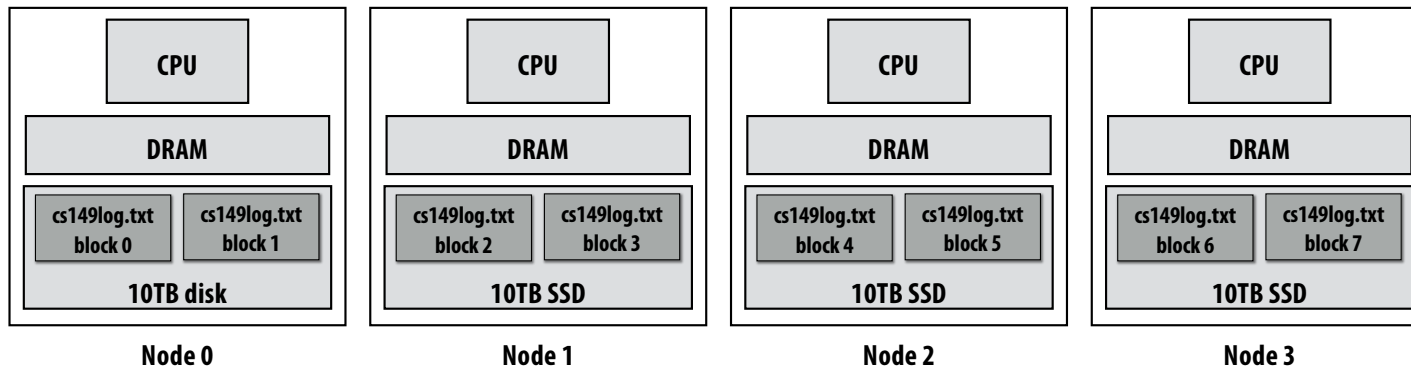 CPU
DRAM
cs149log.txt
block 0
cs149log.txt
block 1
10TB disk
Node 0
CPU
DRAM
cs149log.txt
block 2
cs149log.txt
block 3
10TB SSD
Node 1
CPU
DRAM
cs149log.txt
block 4
cs149log.txt
block 5
10TB SSD
Node 2
CPU
DRAM
cs149log.txt
block 6
cs149log.txt
block 7
10TB SSD
Node 3